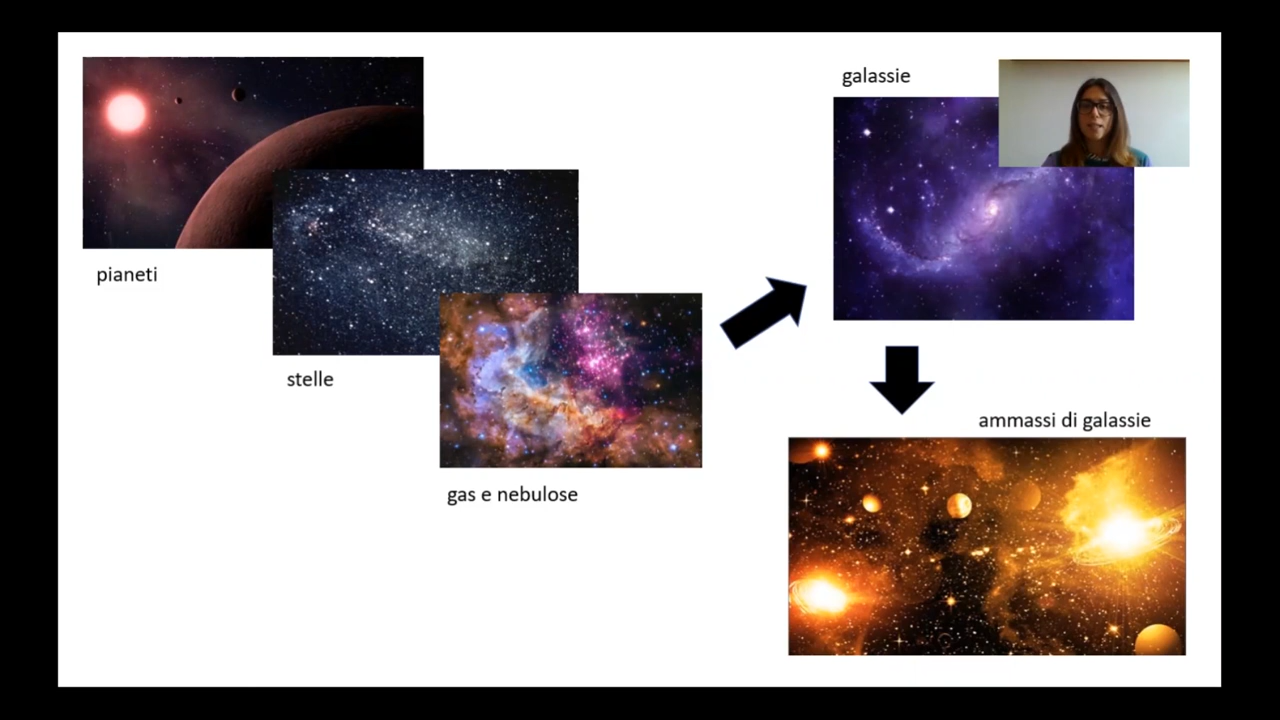 pianeti
stelle
gas e nebulose
galassie
ammassi di galassie